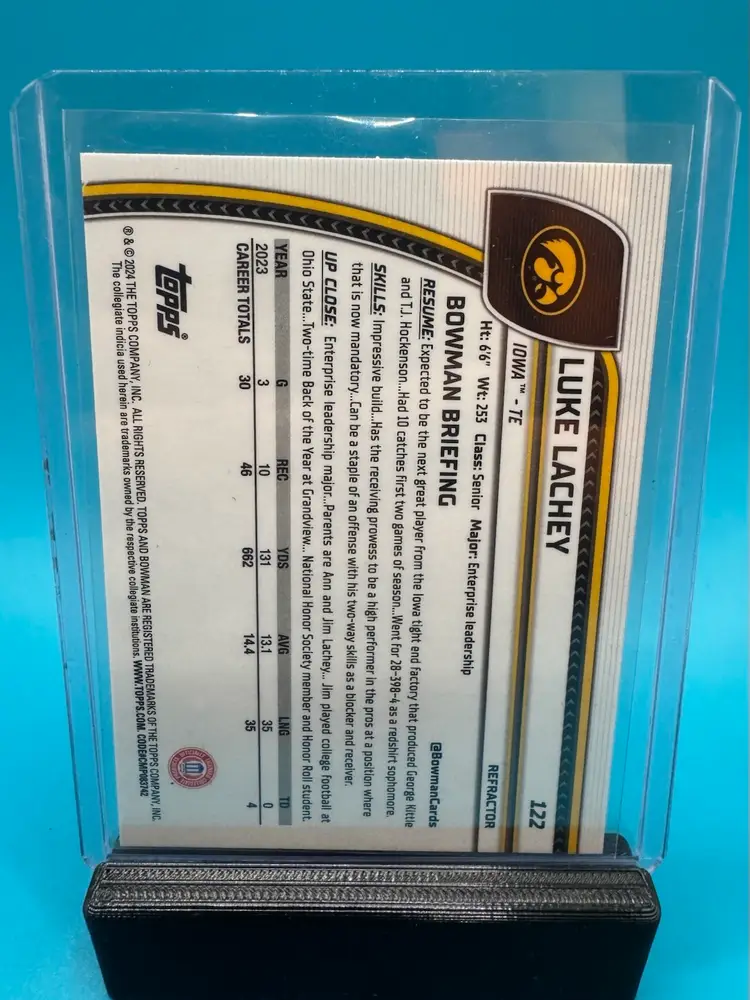 122
LUKE LACHEY
IOWA™ - TE
REFRACTOR
Ht: 6'6" Wt: 253 Class: Senior Major: Enterprise leadership
BOWMAN BRIEFING
@BowmanCards
RESUME: Expected to be the next great player from the Iowa tight end factory that produced George Kittle
and T.J. Hockenson...Had 10 catches first two games of season...Went for 28-398-4 as a redshirt sophomore.
SKILLS: Impressive build...Has the receiving prowess to be a high performer in the pros at a position where
that is now mandatory...Can be a staple of an offense with his two-way skills as a blocker and receiver.
UP CLOSE: Enterprise leadership major...Parents are Ann and Jim Lachey... Jim played college football at
Ohio State...Two-time Back of the Year at Grandview... National Honor Society member and Honor Roll student.
YEAR G REC YDS AVG LNG TD
2023 3 10 131 13.1 35 0
CAREER TOTALS 30 46 662 14.4 35 4
topps®
® & © 2024 THE TOPPS COMPANY, INC. ALL RIGHTS RESERVED. TOPPS AND BOWMAN ARE REGISTERED TRADEMARKS OF THE TOPPS COMPANY, INC.
The collegiate indicia used herein are trademarks owned by the respective collegiate institutions. WWW.TOPPS.COM. CODE#CMP083742